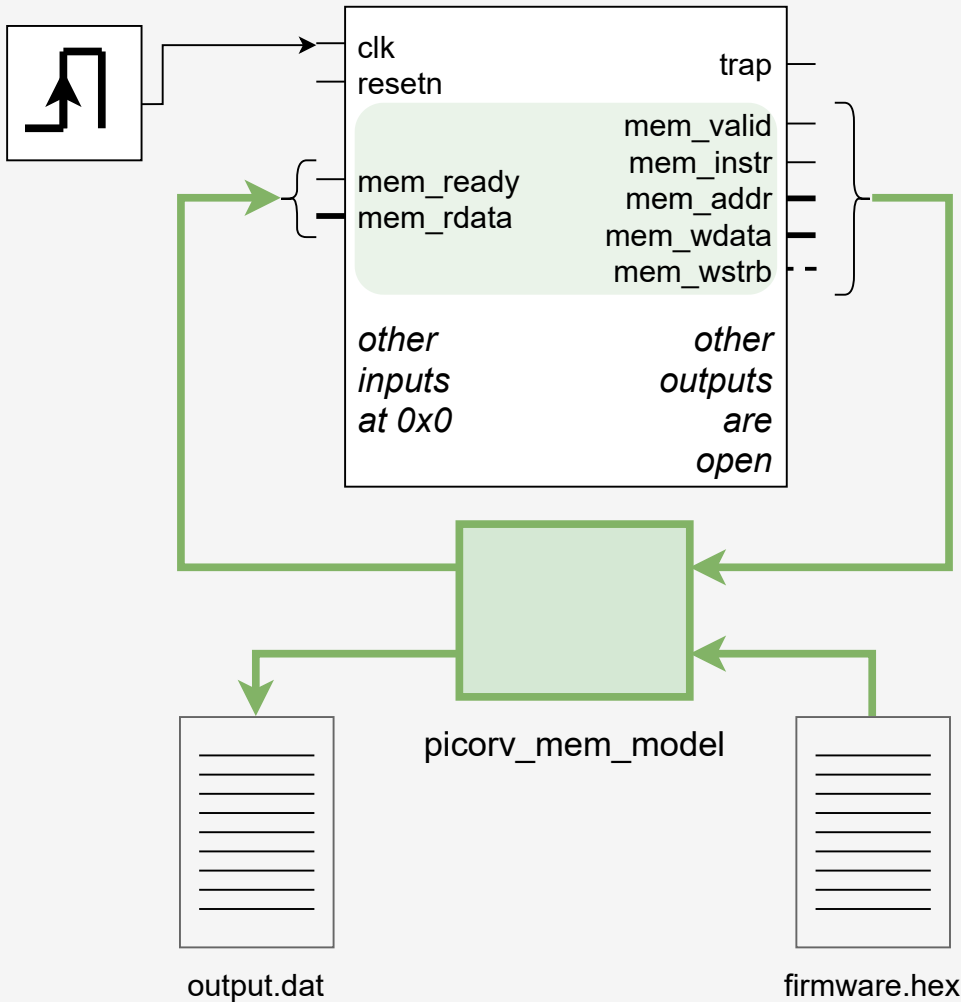 clk
resetn
trap
mem_valid
mem_instr
mem_ready
mem_addr
mem_rdata
mem_wdata
mem_wstrb
other
inputs
at 0x0
other
outputs
are
open
picorv_mem_model
output.dat
firmware.hex